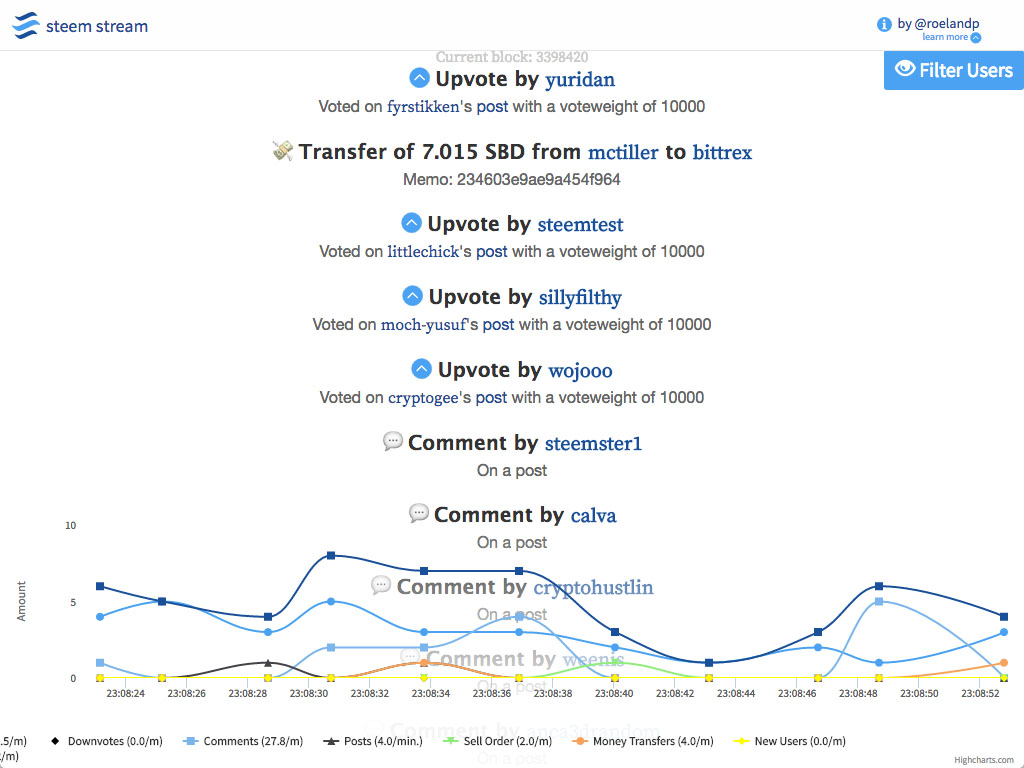 steem stream
by @roelandp
learn more
Filter Users
Current block: 3398420
Upvote by yuridan
Voted on fyrstikken's post with a voteweight of 10000
Transfer of 7.015 SBD from mctiller to bittrex
Memo: 234603e9ae9a454f964
Upvote by steemtest
Voted on littlechick's post with a voteweight of 10000
Upvote by sillyfilthy
Voted on moch-yusuf's post with a voteweight of 10000
Upvote by wojooo
Voted on cryptogee's post with a voteweight of 10000
Comment by steemster1
On a post
Comment by calva
On a post
Comment by cryptohustlin
On a post
Comment by weenis
On a post
Comment by
On a post
Amount
10
5
0
23:08:24 23:08:26 23:08:28 23:08:30 23:08:32 23:08:34 23:08:36 23:08:38 23:08:40 23:08:42 23:08:44 23:08:46 23:08:48 23:08:50 23:08:52
.5/m) Downvotes (0.0/m) Comments (27.8/m) Posts (4.0/min.) Sell Order (2.0/m) Money Transfers (4.0/m) New Users (0.0/m)
/m)
Highcharts.com